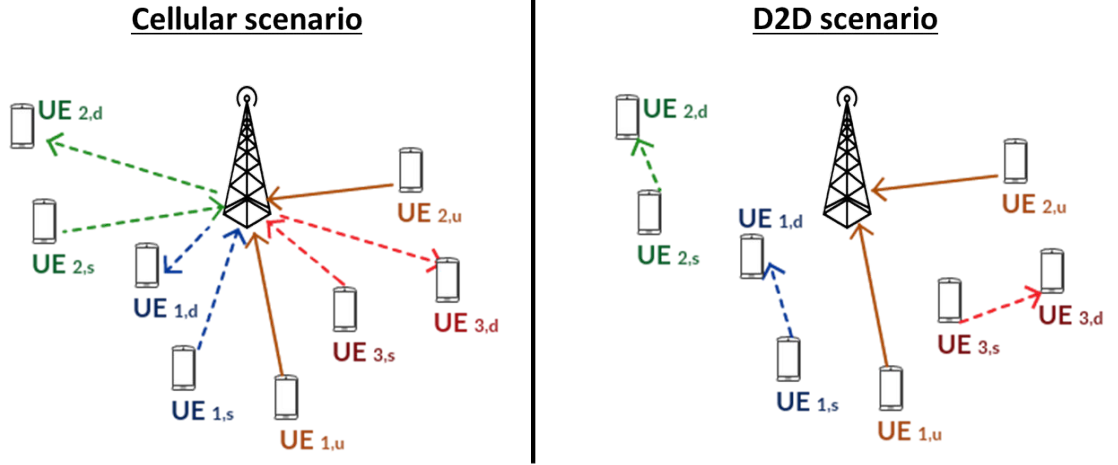 Cellular scenario
UE 2,d
UE 2,u
UE 2,s
UE 1,d
UE 3,d
UE 3,s
UE 1,s
UE 1,u
D2D scenario
UE 2,d
UE 2,u
UE 1,d
UE 2,s
UE 3,d
UE 3,s
UE 1,s
UE 1,u